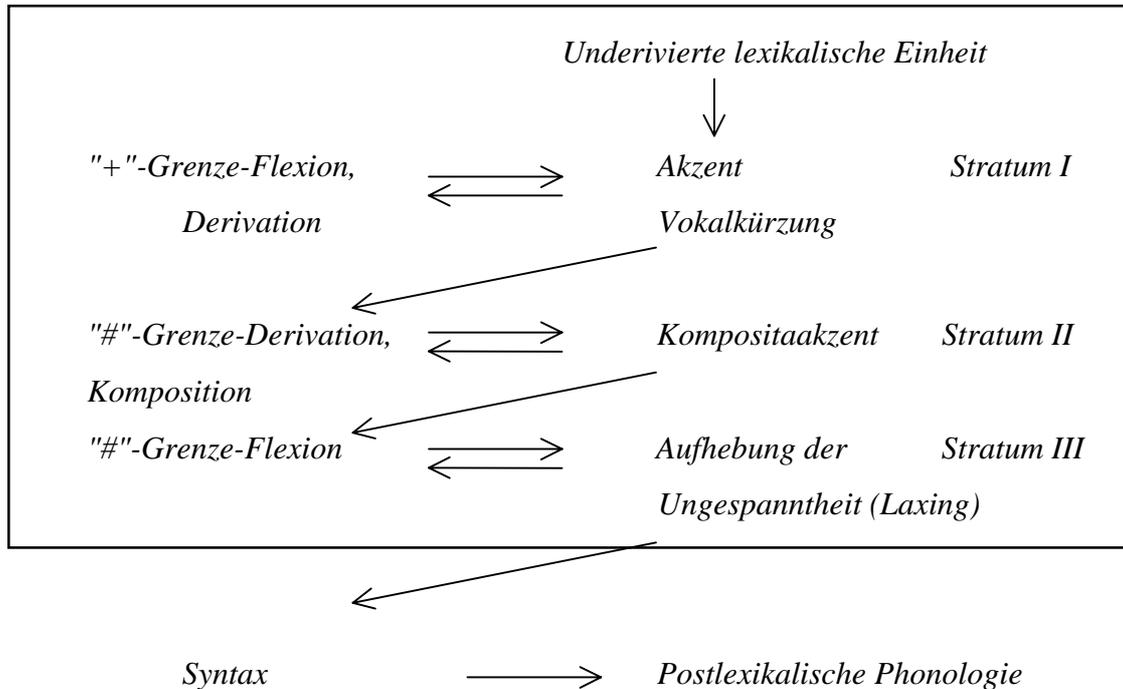 Underivierte lexikalische Einheit
"+"-Grenze-Flexion, Akzent Stratum I
Derivation Vokalkürzung
"#"-Grenze-Derivation, Kompositaakzent Stratum II
Komposition
"#"-Grenze-Flexion Aufhebung der Stratum III
Ungespanntheit (Laxing)
Syntax Postlexikalische Phonologie